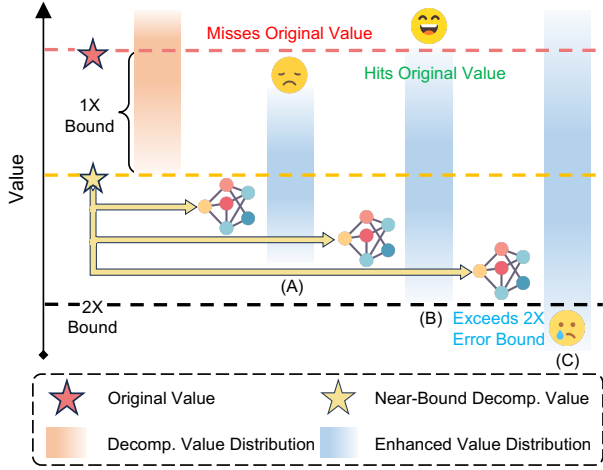 Misses Original Value
Hits Original Value
1X
Bound
Value
(A)
2X
Bound
(B)
Exceeds 2X
Error Bound
(C)
Original Value
Near-Bound Decomp. Value
Decomp. Value Distribution
Enhanced Value Distribution